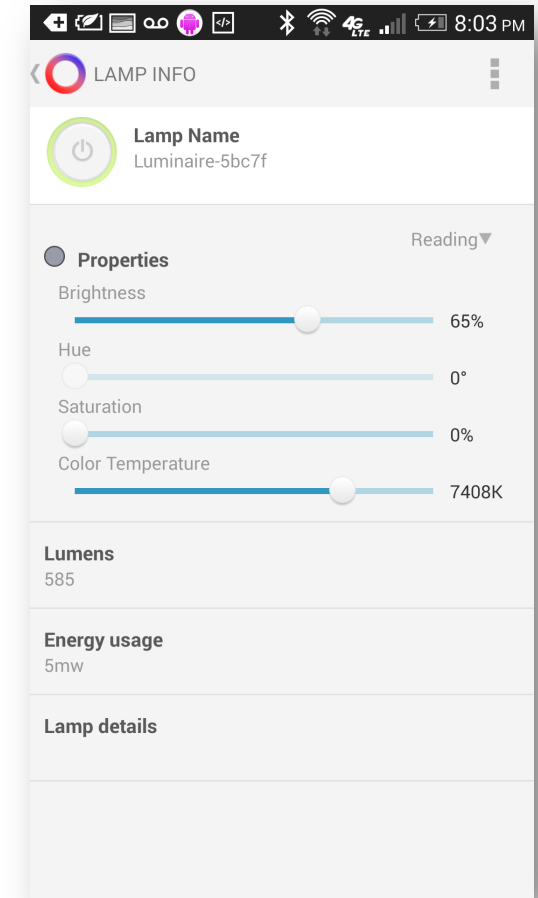 4G LTE 8:03 PM
LAMP INFO
Lamp Name
Luminaire-5bc7f
Reading▼
Properties
Brightness
65%
Hue
0°
Saturation
0%
Color Temperature
7408K
Lumens
585
Energy usage
5mw
Lamp details